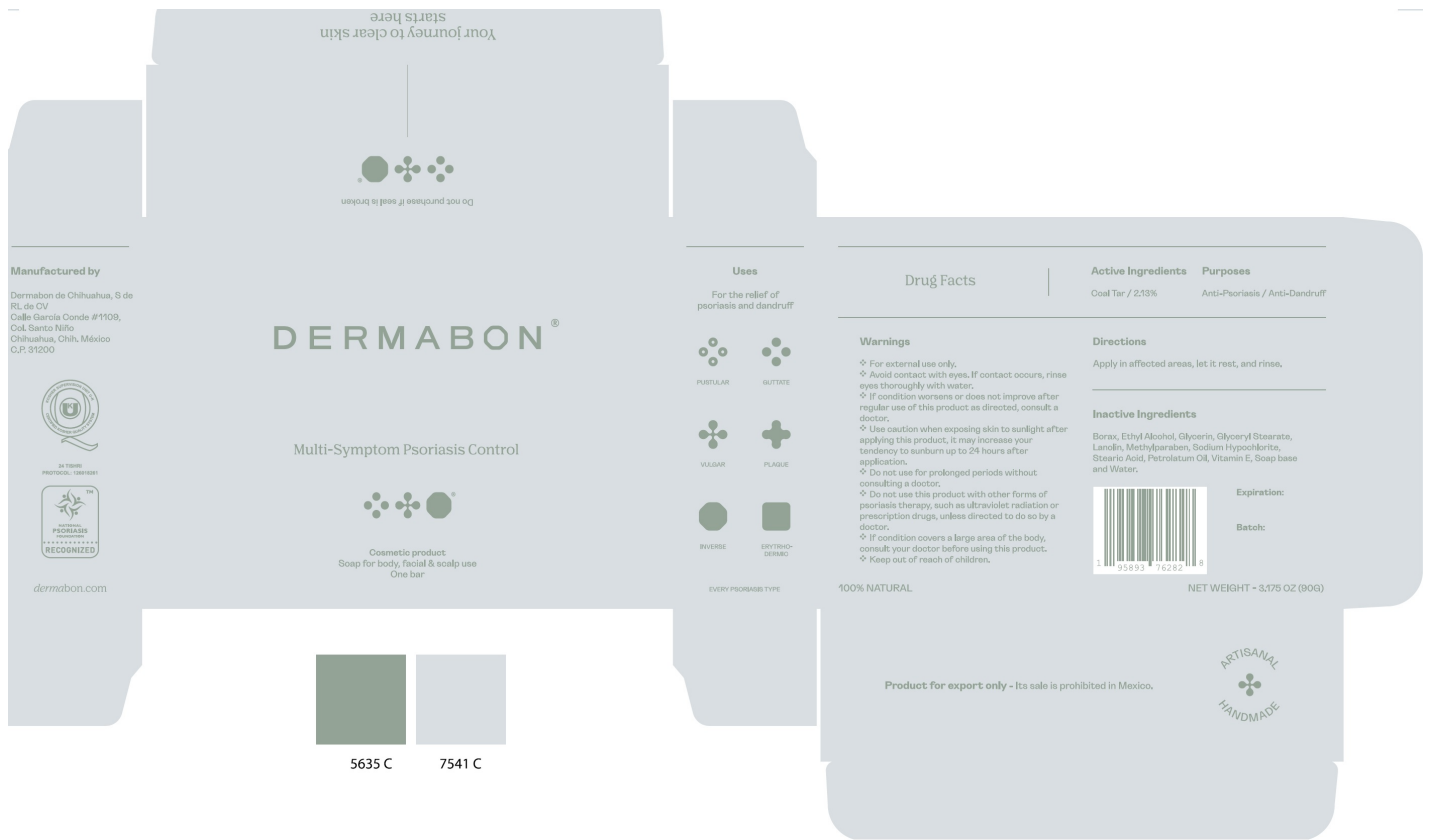 Your journey to clear skin
starts here
Do not purchase if seal is broken
Manufactured by
Dermabon de Chihuahua, S de
RL de CV
Calle García Conde #1109,
Col. Santo Niño
Chihuahua, Chih. México
C.P. 31200
TM
NATIONAL
PSORIASIS
FOUNDATION
RECOGNIZED
dermabon.com
DERMABON®
Multi-Symptom Psoriasis Control
®
Cosmetic product
Soap for body, facial & scalp use
One bar
Uses
For the relief of
psoriasis and dandruff
PUSTULAR GUTTATE
VULGAR PLAGUE
INVERSE ERYTRHO-
DERMIO
EVERY PSORIASIS TYPE
Drug Facts
Active Ingredients Purposes
Coal Tar / 2.13% Anti-Psoriasis / Anti-Dandruff
Warnings
For external use only.
Avoid contact with eyes. If contact occurs, rinse
eyes thoroughly with water.
If condition worsens or does not improve after
regular use of this product as directed, consult a
doctor.
Use caution when exposing skin to sunlight after
applying this product, it may increase your
tendency to sunburn up to 24 hours after
application.
Do not use for prolonged periods without
consulting a doctor.
Do not use this product with other forms of
psoriasis therapy, such as ultraviolet radiation or
prescription drugs, unless directed to do so by a
doctor.
If condition covers a large area of the body,
consult your doctor before using this product.
Keep out of reach of children.
100% NATURAL
Directions
Apply in affected areas, let it rest, and rinse.
Inactive Ingredients
Borax, Ethyl Alcohol, Glycerin, Glyceryl Stearate,
Lanolin, Methylparaben, Sodium Hypochlorite,
Stearic Acid, Petrolatum Oil, Vitamin E, Soap base
and Water.
1 95893 76282 8
Expiration:
Batch:
NET WEIGHT - 3,175 OZ (90G)
Product for export only - Its sale is prohibited in Mexico.
ARTISANAL
HANDMADE
5635 C 7541 C